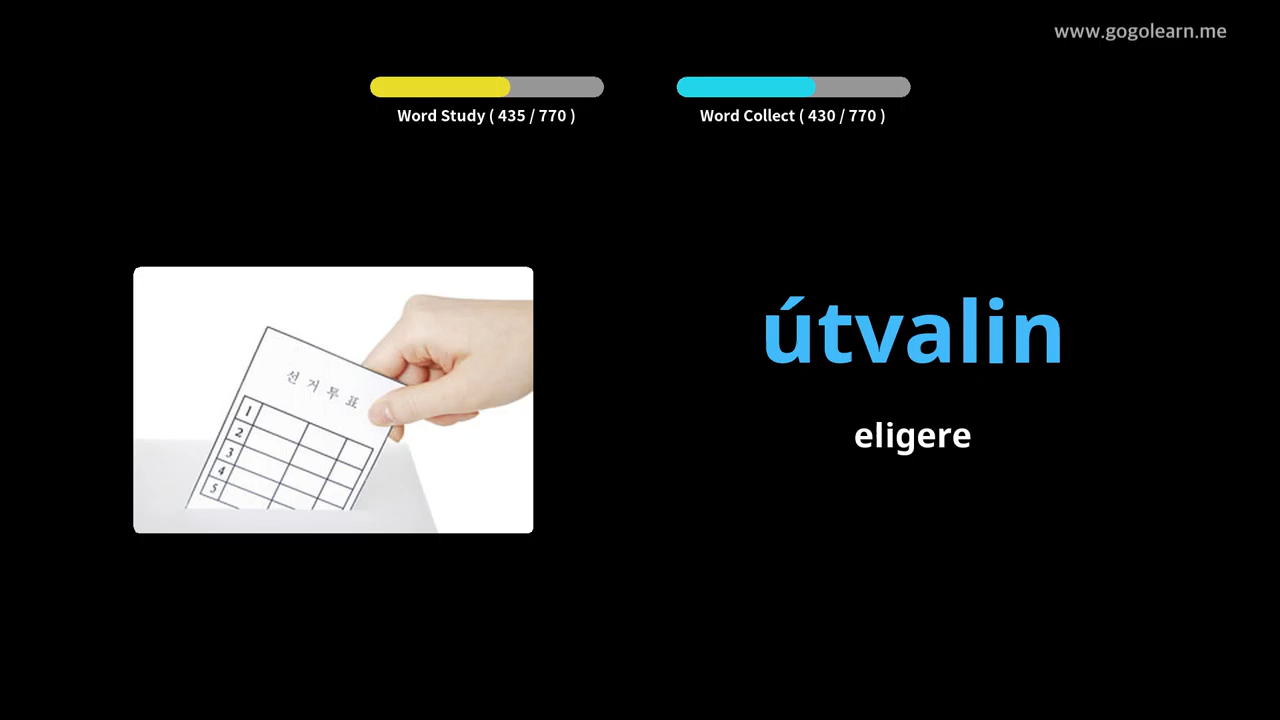 www.gogolearn.me
Word Study ( 435 / 770 )
Word Collect ( 430 / 770 )
선거투표
1
2
3
4
5
útvalin
eligere